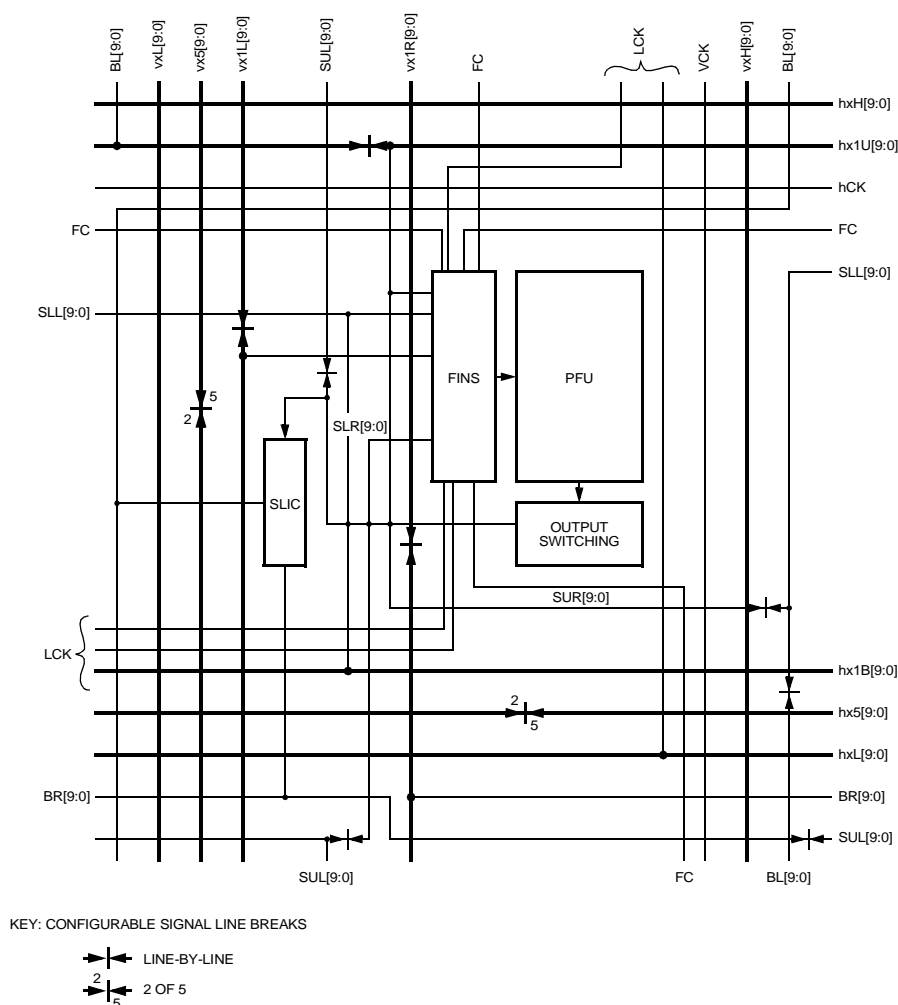 BL[9:0]
vxL[9:0]
vx5[9:0]
vx1L[9:0]
SUL[9:0]
vx1R[9:0]
FC
LCK
VCK
vxH[9:0]
BL[9:0]
hxH[9:0]
hx1U[9:0]
hCK
FC
FC
SLL[9:0]
SLL[9:0]
FINS
PFU
5
2
SLR[9:0]
SLIC
OUTPUT
SWITCHING
SUR[9:0]
LCK
hx1B[9:0]
2
5
hx5[9:0]
hxL[9:0]
BR[9:0]
BR[9:0]
SUL[9:0]
SUL[9:0]
FC
BL[9:0]
KEY: CONFIGURABLE SIGNAL LINE BREAKS
LINE-BY-LINE
2
2 OF 5
5